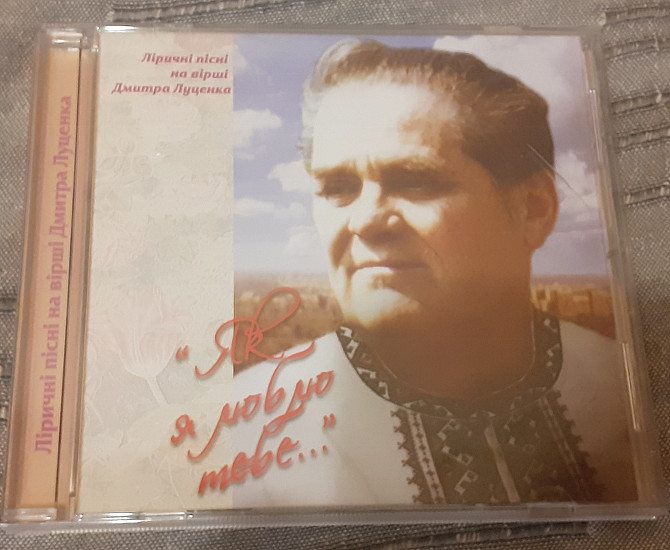 Ліричні пісні на вірші Дмитра Луценка
Ліричні пісні
на вірші
Дмитра Луценка
“Як
я люблю
тебе...”